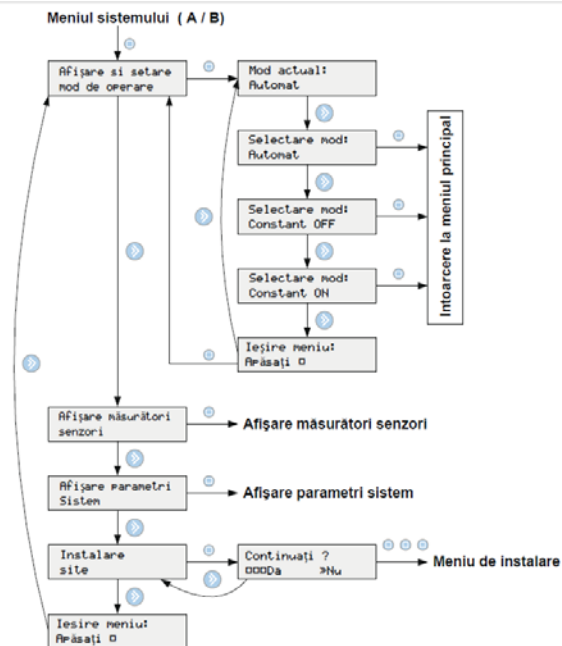 Meniul sistemului ( A / B)
Afişare si setare
mod de operare
Mod actual:
Automat
Selectare mod:
Automat
Selectare mod:
Constant OFF
Selectare mod:
Constant ON
Ieşire meniu:
Apăsaţi □
Intoarcere la meniul principal
Afişare măsurători
senzori
Afişare măsurători senzori
Afişare parametri
Sistem
Afişare parametri sistem
Instalare
site
Continuaţi ?
□□□Da »Nu
Meniu de instalare
Iesire meniu:
Apăsaţi □